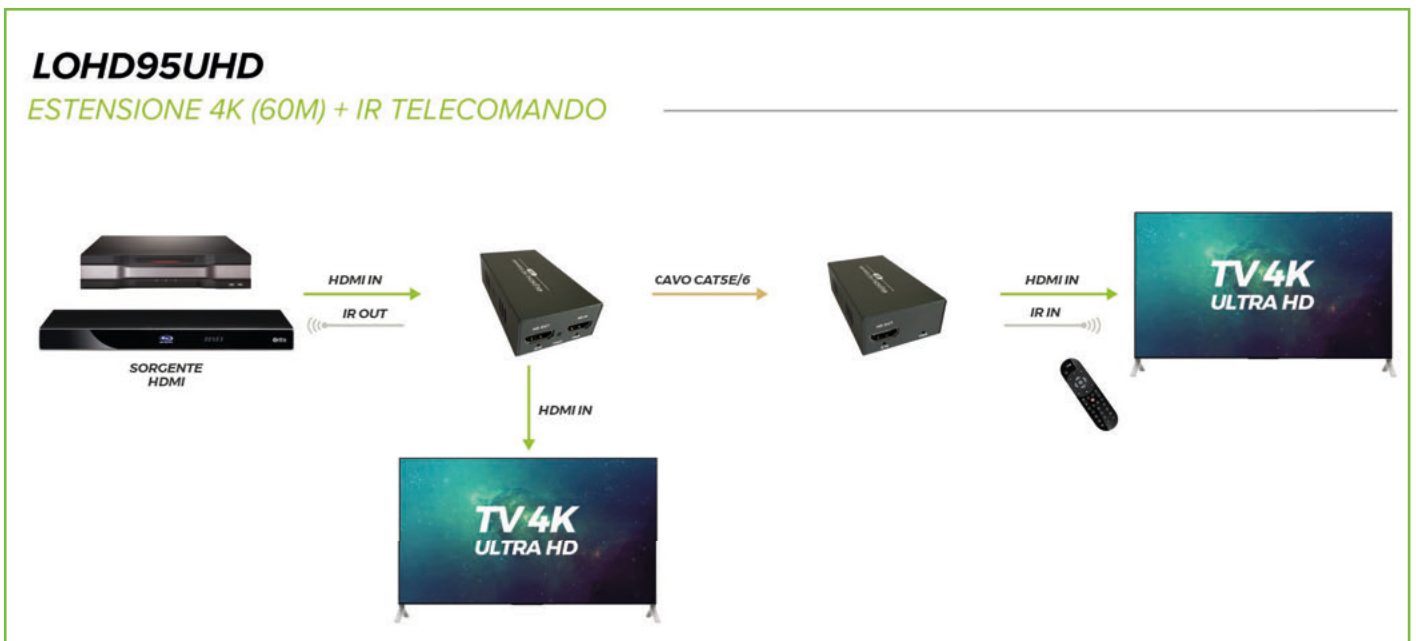 LOHD95UHD
ESTENSIONE 4K (60M) + IR TELECOMANDO
HDMI IN
IR OUT
SORGENTE
HDMI
CAVO CAT5E/6
HDMI IN
IR IN
TV 4K
ULTRA HD
HDMI IN
TV 4K
ULTRA HD